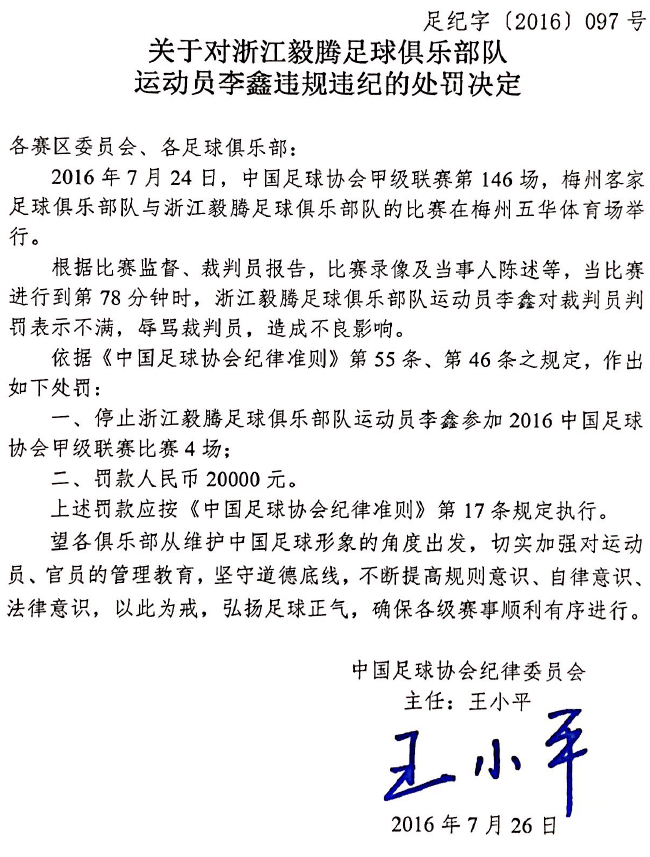 足纪字〔2016〕097 号
关于对浙江毅腾足球俱乐部队
运动员李鑫违规违纪的处罚决定
各赛区委员会、各足球俱乐部：
2016 年 7 月 24 日，中国足球协会甲级联赛第 146 场，梅州客家
足球俱乐部队与浙江毅腾足球俱乐部队的比赛在梅州五华体育场举
行。
根据比赛监督、裁判员报告，比赛录像及当事人陈述等，当比赛
进行到第 78 分钟时，浙江毅腾足球俱乐部队运动员李鑫对裁判员判
罚表示不满，辱骂裁判员，造成不良影响。
依据《中国足球协会纪律准则》第 55 条、第 46 条之规定，作出
如下处罚：
一、停止浙江毅腾足球俱乐部队运动员李鑫参加 2016 中国足球
协会甲级联赛比赛 4 场；
二、罚款人民币 20000 元。
上述罚款应按《中国足球协会纪律准则》第 17 条规定执行。
望各俱乐部从维护中国足球形象的角度出发，切实加强对运动
员、官员的管理教育，坚守道德底线，不断提高规则意识、自律意识、
法律意识，以此为戒，弘扬足球正气，确保各级赛事顺利有序进行。
中国足球协会纪律委员会
主任：王小平
王小平
2016 年 7 月 26 日